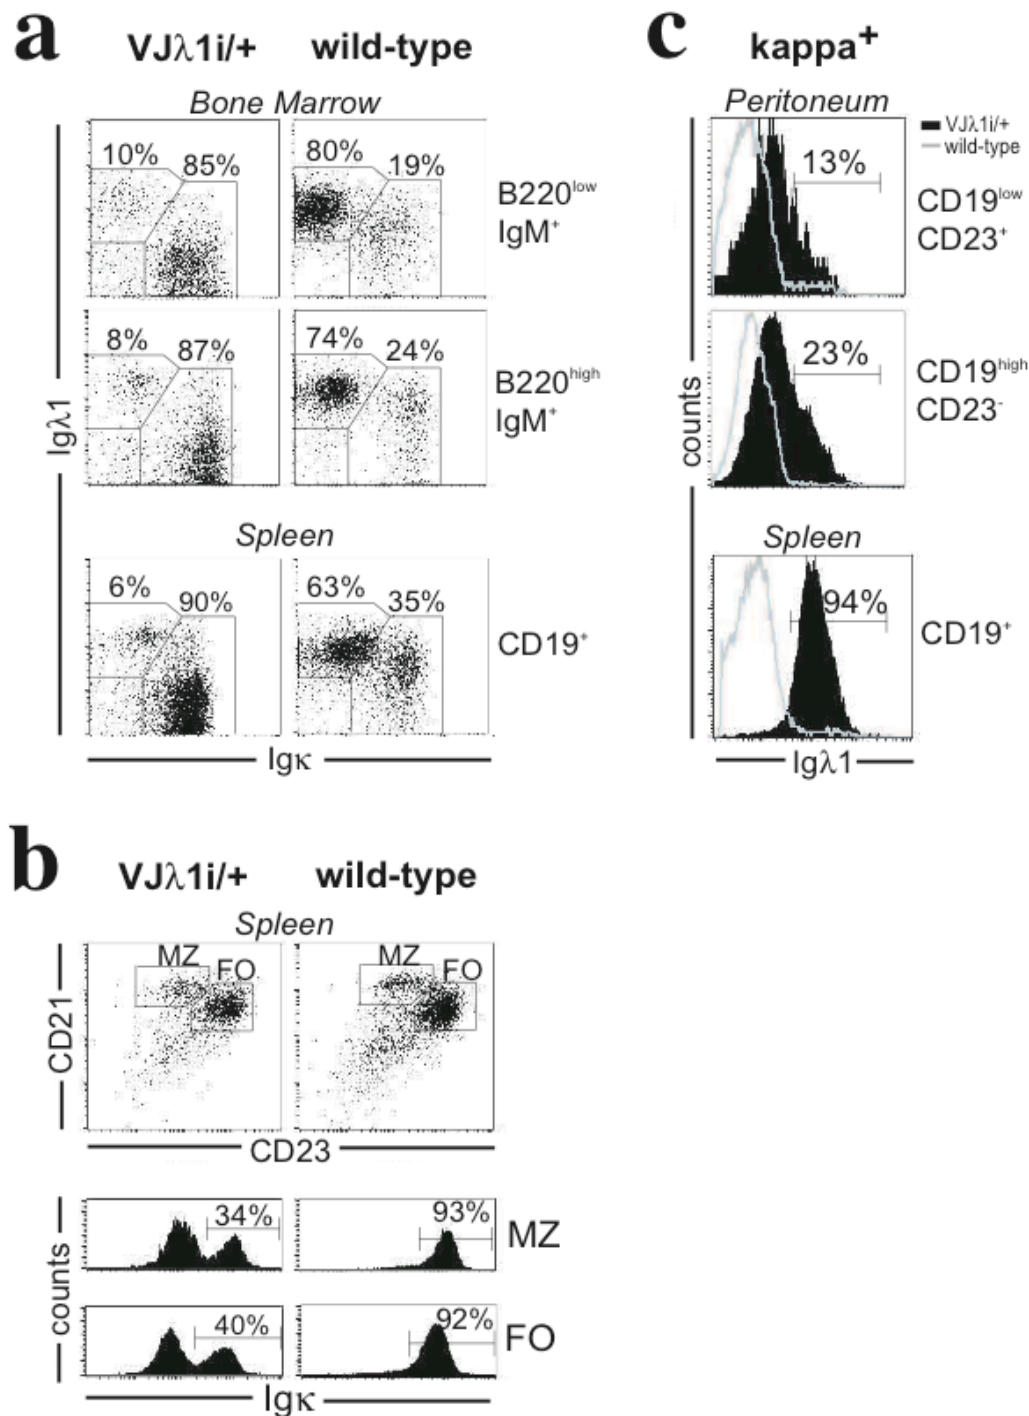 a
VJλ1i/+ wild-type
Bone Marrow
10% 85% 80% 19%
B220low
IgM+
8% 87% 74% 24%
B220high
IgM+
Igλ1
Spleen
6% 90% 63% 35%
CD19+
Igκ
b
VJλ1i/+ wild-type
Spleen
MZ FO MZ FO
CD21
CD23
34% 93% MZ
counts
40% 92% FO
Igκ
c
kappa+
Peritoneum
VJλ1i/+
wild-type
13%
CD19low
CD23+
23%
CD19high
CD23-
counts
Spleen
94%
CD19+
Igλ1